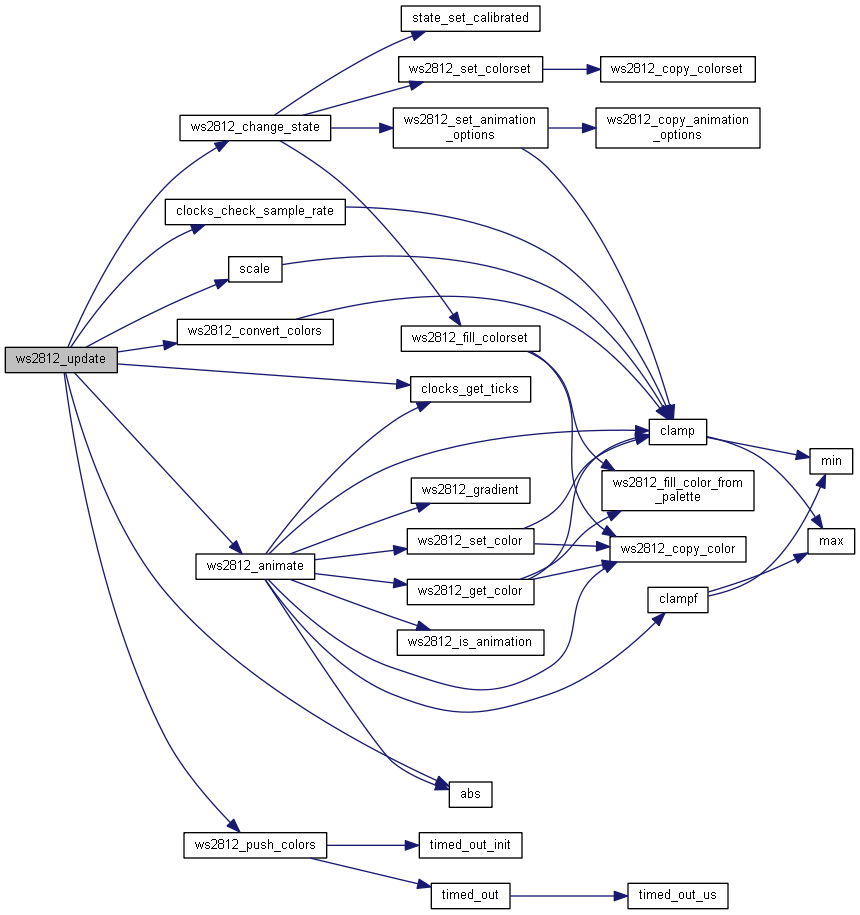 state_set_calibrated
ws2812_set_colorset
ws2812_copy_colorset
ws2812_change_state
ws2812_set_animation
_options
ws2812_copy_animation
_options
clocks_check_sample_rate
scale
ws2812_convert_colors
ws2812_fill_colorset
ws2812_update
clocks_get_ticks
clamp
min
ws2812_gradient
ws2812_fill_color_from
_palette
ws2812_set_color
ws2812_copy_color
max
ws2812_animate
ws2812_get_color
clampf
ws2812_is_animation
abs
ws2812_push_colors
timed_out_init
timed_out
timed_out_us